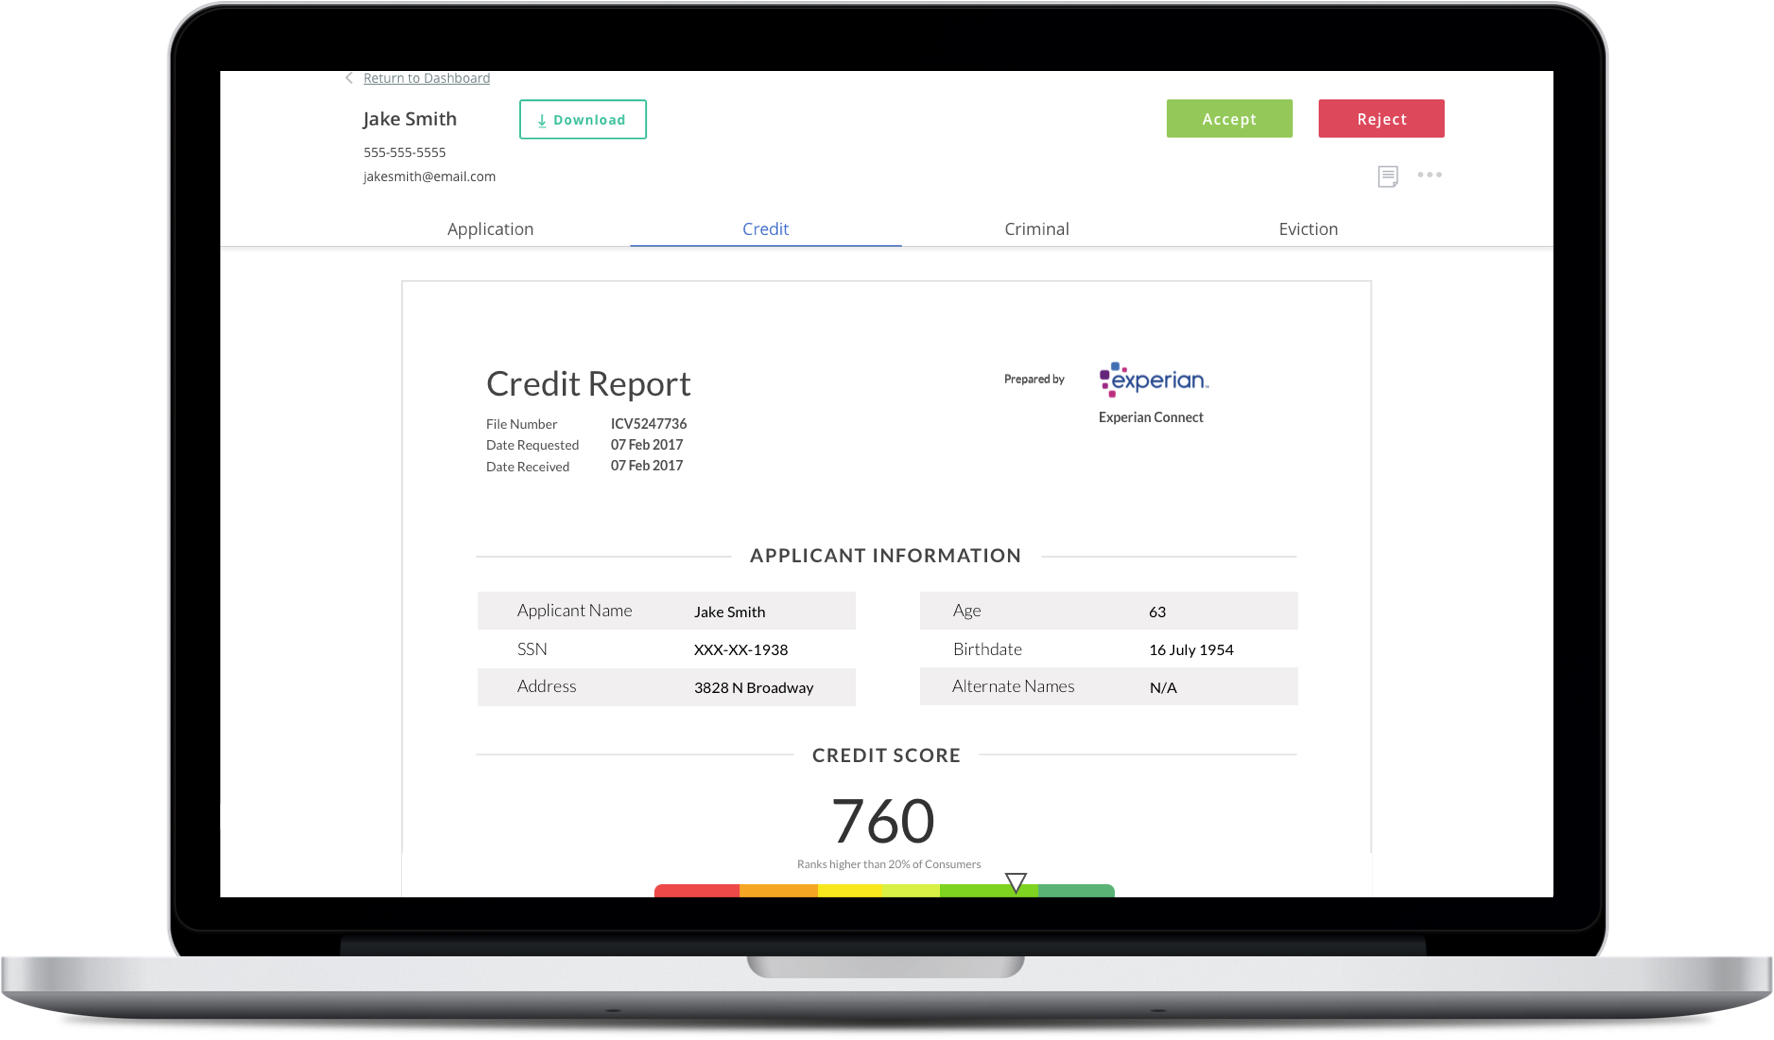 Return to Dashboard
Jake Smith
Download
Accept
Reject
555-555-5555
jakesmith@email.com
Application
Credit
Criminal
Eviction
Credit Report
Prepared by
experian™
Experian Connect
File Number ICV5247736
Date Requested 07 Feb 2017
Date Received 07 Feb 2017
APPLICANT INFORMATION
Applicant Name Jake Smith
SSN XXX-XX-1938
Address 3828 N Broadway
Age 63
Birthdate 16 July 1954
Alternate Names N/A
CREDIT SCORE
760
Ranks higher than 20% of Consumers